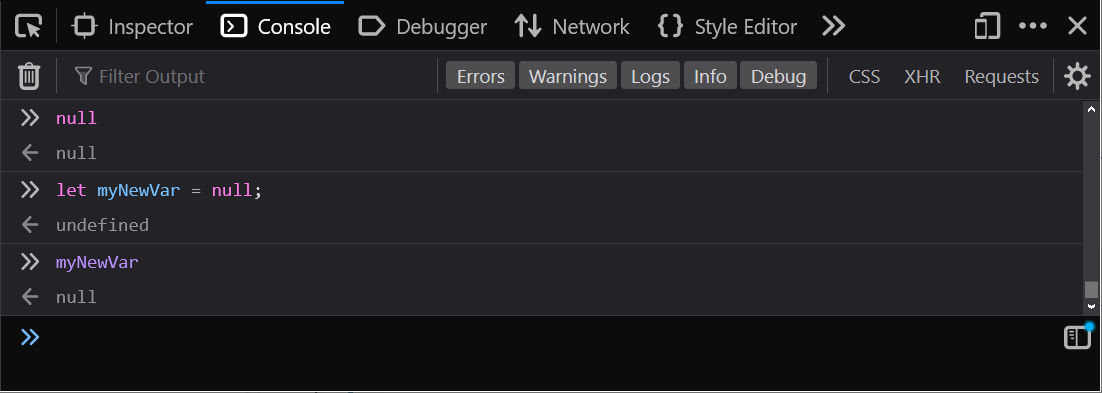 Inspector Console Debugger Network Style Editor
Filter Output Errors Warnings Logs Info Debug CSS XHR Requests
null
null
let myNewVar = null;
undefined
myNewVar
null